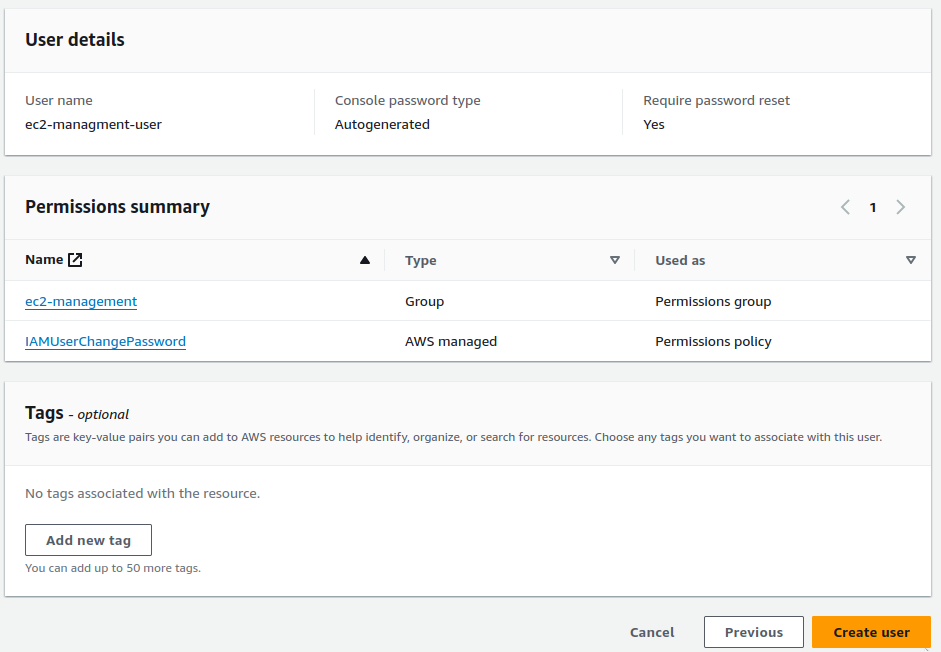 User details
User name
ec2-managment-user
Console password type
Autogenerated
Require password reset
Yes
Permissions summary
1
Name Type Used as
ec2-management Group Permissions group
IAMUserChangePassword AWS managed Permissions policy
Tags - optional
Tags are key-value pairs you can add to AWS resources to help identify, organize, or search for resources. Choose any tags you want to associate with this user.
No tags associated with the resource.
Add new tag
You can add up to 50 more tags.
Cancel Previous Create user